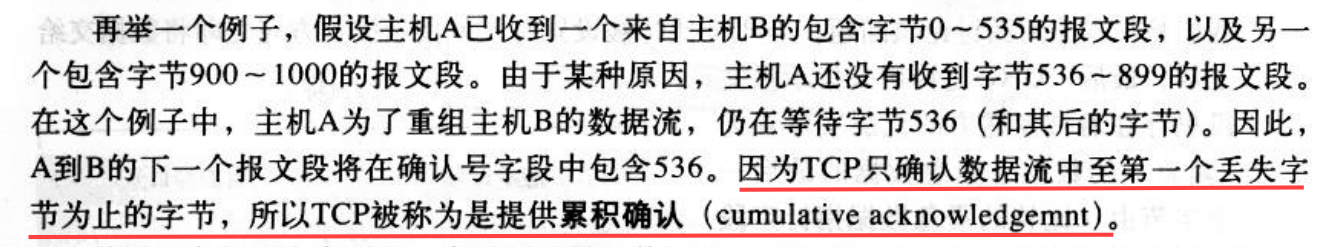 再举一个例子，假设主机A已收到一个来自主机B的包含字节0～535的报文段，以及另一
个包含字节900～1000的报文段。由于某种原因，主机A还没有收到字节536～899的报文段。
在这个例子中，主机A为了重组主机B的数据流，仍在等待字节536（和其后的字节）。因此，
A到B的下一个报文段将在确认号字段中包含536。因为TCP只确认数据流中至第一个丢失字
节为止的字节，所以TCP被称为是提供累积确认（cumulative acknowledgemnt）。